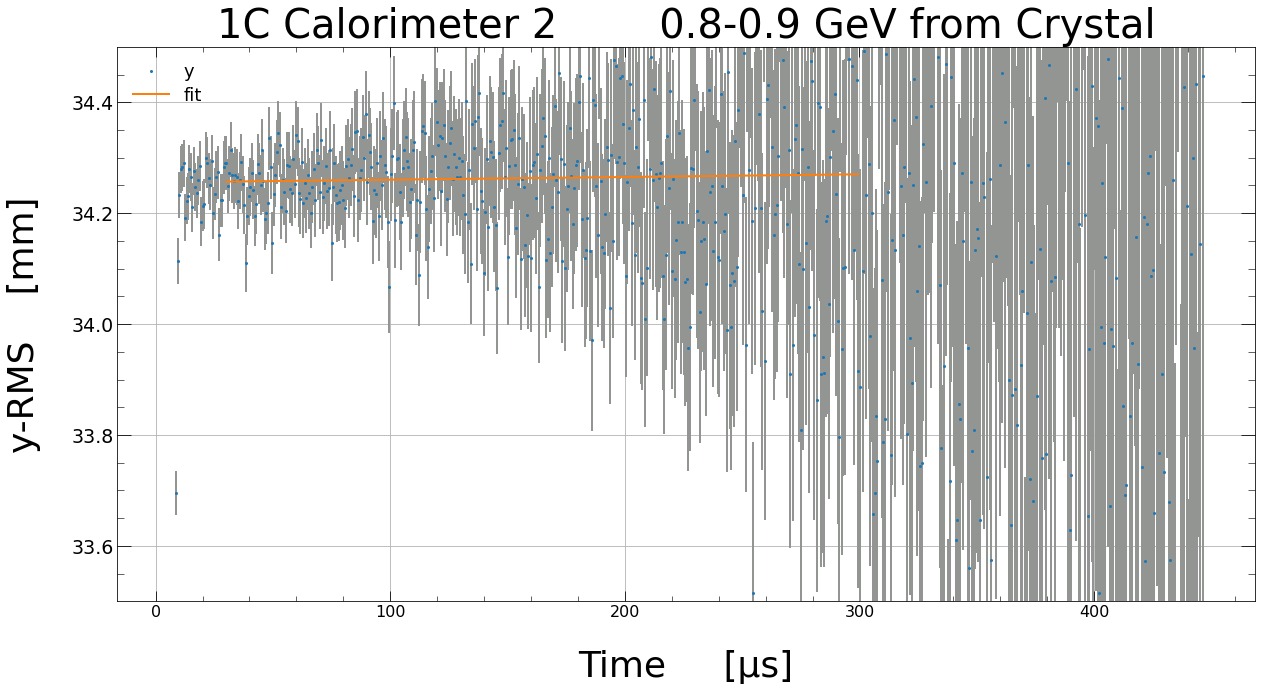 1C Calorimeter 2 0.8-0.9 GeV from Crystal
y
fit
34.4
34.2
34.0
33.8
33.6
y-RMS [mm]
0 100 200 300 400
Time [μs]